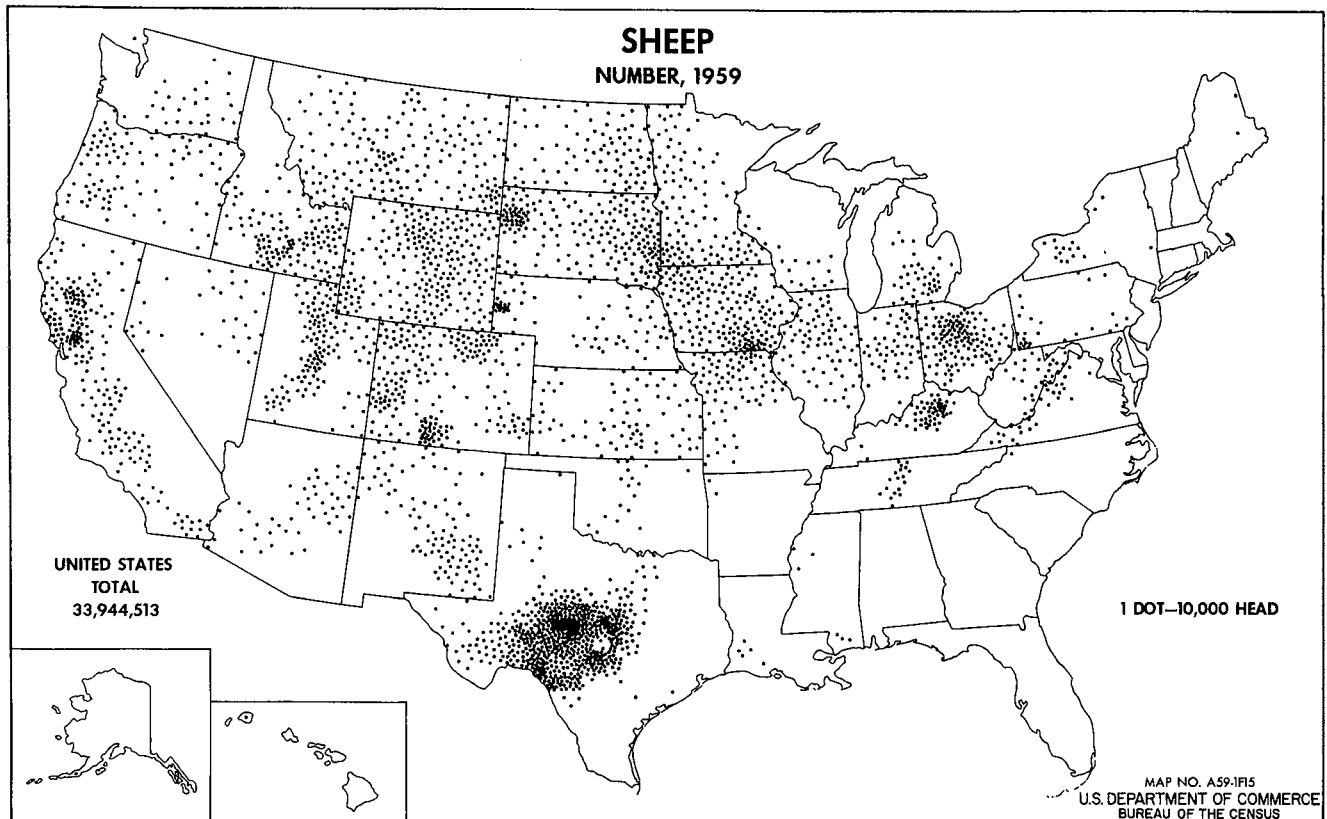 SHEEP
NUMBER, 1959
UNITED STATES
TOTAL
33,944,513
1 DOT—10,000 HEAD
MAP NO. A59-1F15
U.S. DEPARTMENT OF COMMERCE
BUREAU OF THE CENSUS